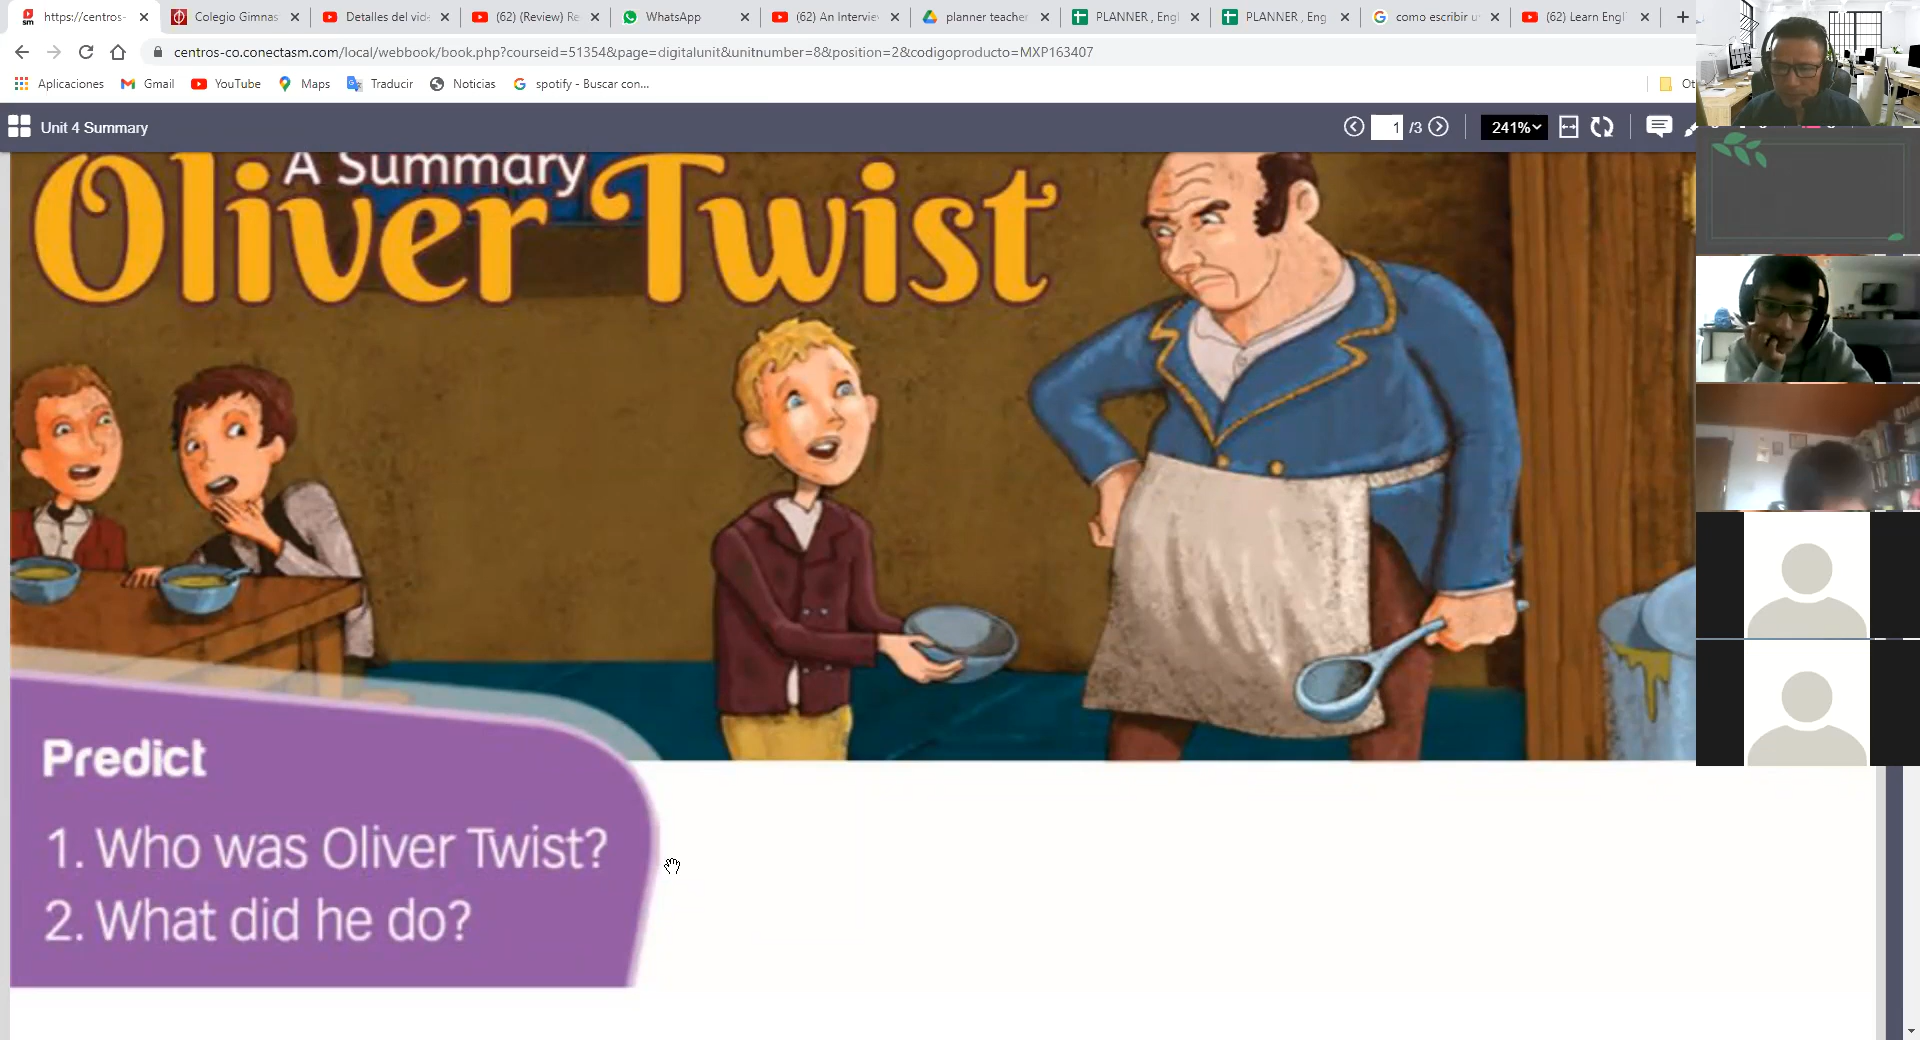 https://centros-
Colegio Gimnas
Detalles del vid
(62) (Review) Re
WhatsApp
(62) An Intervie
planner teacher
PLANNER , Engl
PLANNER , Eng
como escribir u
(62) Learn Engl
centros-co.conectasm.com/local/webbook/book.php?courseid=51354&page=digitalunit&unitnumber=8&position=2&codigoproducto=MXP163407
Aplicaciones
Gmail
YouTube
Maps
Traducir
Noticias
spotify - Buscar con...
Ot
Unit 4 Summary
1 /3
241%
A Summary
Oliver Twist
Predict
1. Who was Oliver Twist?
2. What did he do?